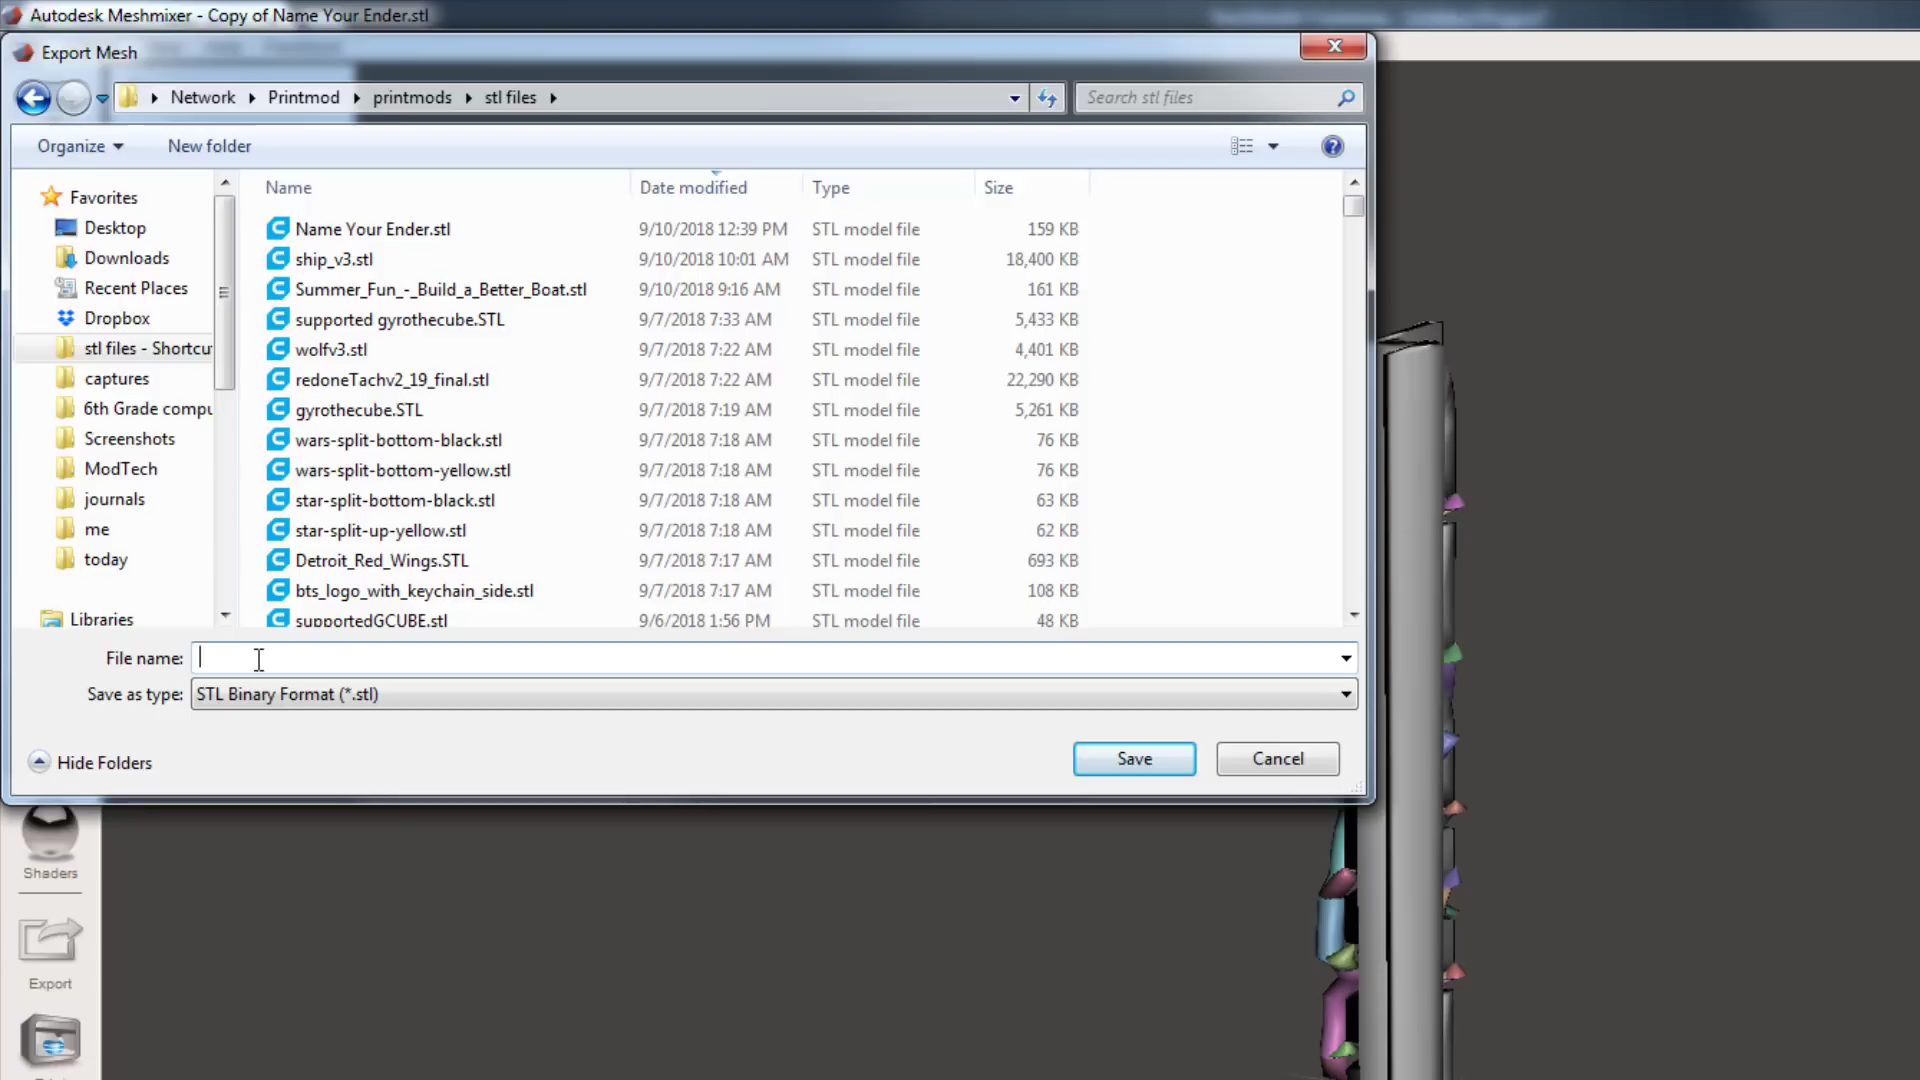 Autodesk Meshmixer - Copy of Name Your Ender.stl
Export Mesh
Network Printmod printmods stl files
Search stl files
Organize New folder
Name Date modified Type Size
Favorites
Desktop
Downloads
Recent Places
Dropbox
stl files - Shortcu
captures
6th Grade compu
Screenshots
ModTech
journals
me
today
Libraries
Name Your Ender.stl 9/10/2018 12:39 PM STL model file 159 KB
ship_v3.stl 9/10/2018 10:01 AM STL model file 18,400 KB
Summer_Fun_-_Build_a_Better_Boat.stl 9/10/2018 9:16 AM STL model file 161 KB
supported gyrothecube.STL 9/7/2018 7:33 AM STL model file 5,433 KB
wolfv3.stl 9/7/2018 7:22 AM STL model file 4,401 KB
redoneTachv2_19_final.stl 9/7/2018 7:22 AM STL model file 22,290 KB
gyrothecube.STL 9/7/2018 7:19 AM STL model file 5,261 KB
wars-split-bottom-black.stl 9/7/2018 7:18 AM STL model file 76 KB
wars-split-bottom-yellow.stl 9/7/2018 7:18 AM STL model file 76 KB
star-split-bottom-black.stl 9/7/2018 7:18 AM STL model file 63 KB
star-split-up-yellow.stl 9/7/2018 7:18 AM STL model file 62 KB
Detroit_Red_Wings.STL 9/7/2018 7:17 AM STL model file 693 KB
bts_logo_with_keychain_side.stl 9/7/2018 7:17 AM STL model file 108 KB
supportedGCUBE.stl 9/6/2018 1:56 PM STL model file 48 KB
File name:
Save as type: STL Binary Format (*.stl)
Hide Folders
Save Cancel
Shaders
Export